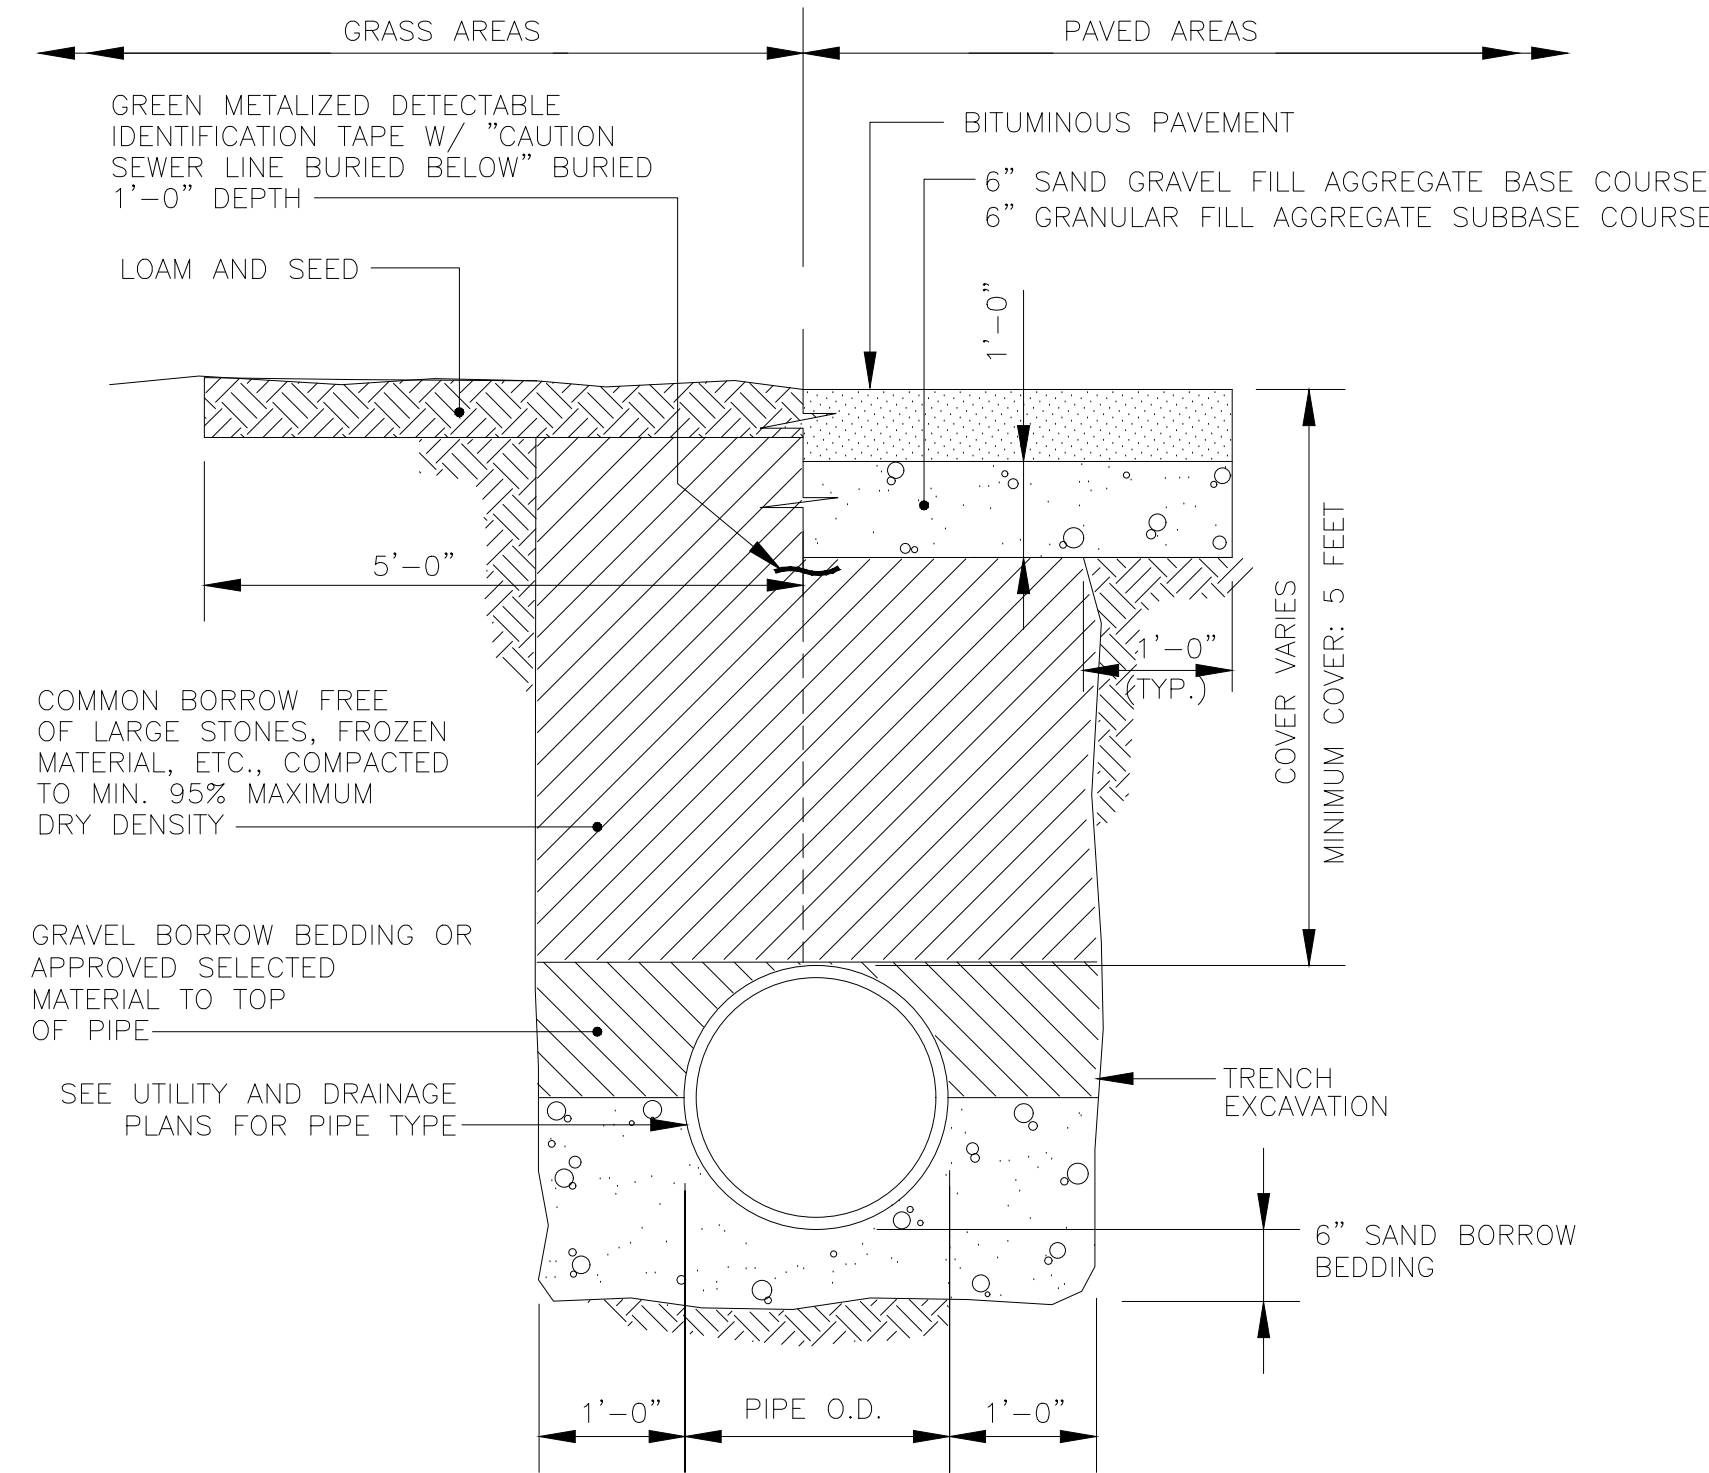 GRASS AREAS
PAVED AREAS
GREEN METALIZED DETECTABLE
IDENTIFICATION TAPE W/ "CAUTION
SEWER LINE BURIED BELOW" BURIED
1'-0" DEPTH
BITUMINOUS PAVEMENT
6" SAND GRAVEL FILL AGGREGATE BASE COURSE
6" GRANULAR FILL AGGREGATE SUBBASE COURSE
LOAM AND SEED
1'-0"
5'-0"
1'-0"
(TYP.)
COVER VARIES
MINIMUM COVER: 5 FEET
COMMON BORROW FREE
OF LARGE STONES, FROZEN
MATERIAL, ETC., COMPACTED
TO MIN. 95% MAXIMUM
DRY DENSITY
GRAVEL BORROW BEDDING OR
APPROVED SELECTED
MATERIAL TO TOP
OF PIPE
SEE UTILITY AND DRAINAGE
PLANS FOR PIPE TYPE
TRENCH
EXCAVATION
6" SAND BORROW
BEDDING
1'-0"
PIPE O.D.
1'-0"